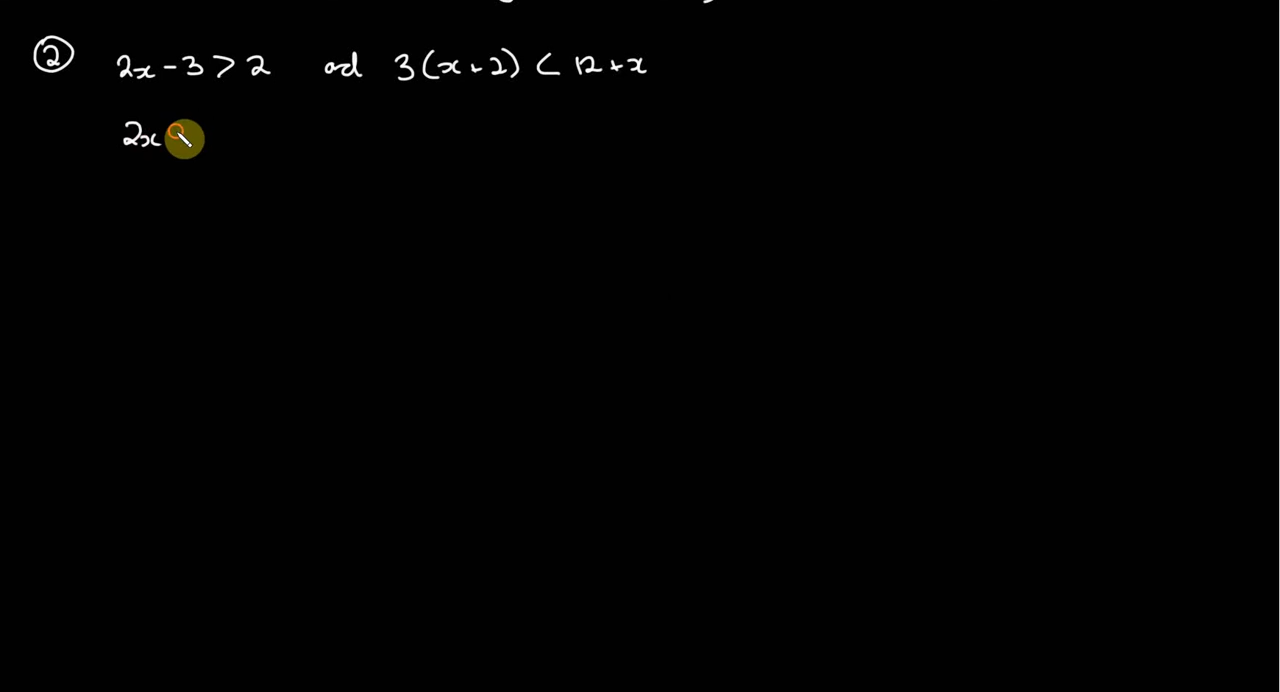 ② 2x - 3 > 2 and 3(x + 2) < 12 + x
2x